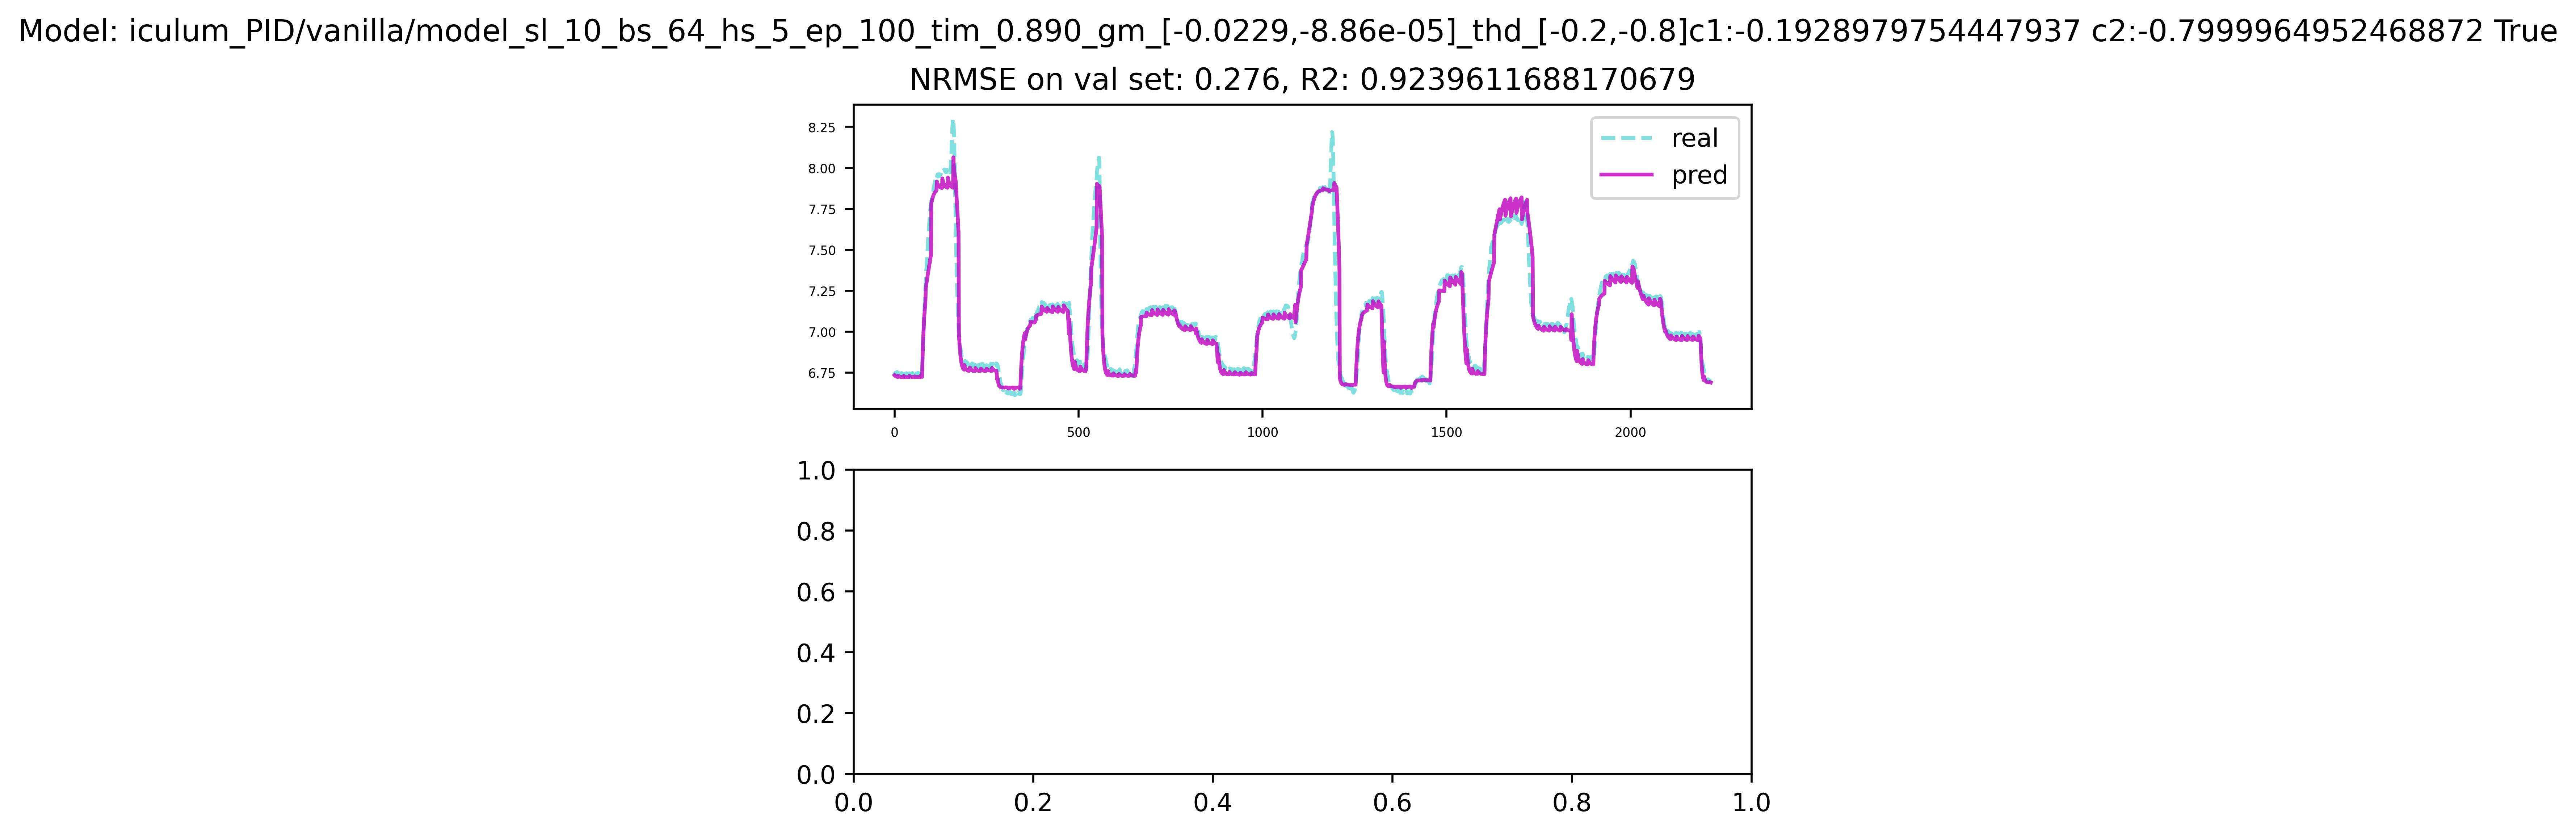 Model: iculum_PID/vanilla/model_sl_10_bs_64_hs_5_ep_100_tim_0.890_gm_[-0.0229,-8.86e-05]_thd_[-0.2,-0.8]c1:-0.1928979754447937 c2:-0.7999964952468872 True
NRMSE on val set: 0.276, R2: 0.9239611688170679
8.25
8.00
7.75
7.50
7.25
7.00
6.75
real
pred
0 500 1000 1500 2000
1.0
0.8
0.6
0.4
0.2
0.0
0.0 0.2 0.4 0.6 0.8 1.0